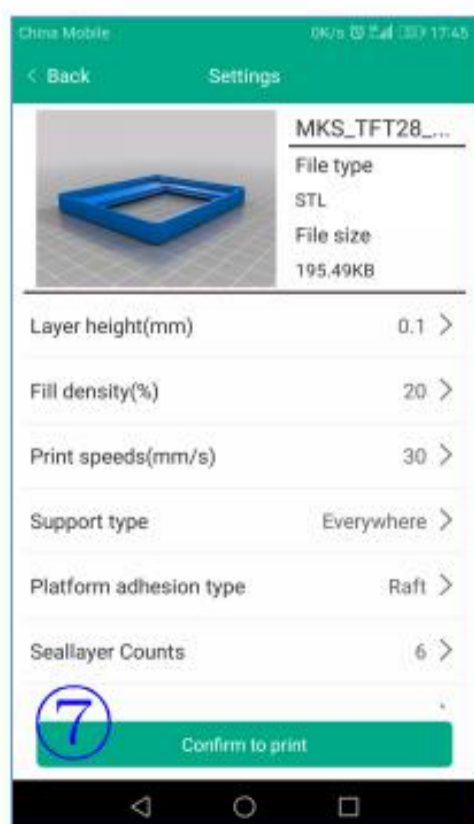 China Mobile 0K/s 17:45
< Back Settings
MKS_TFT28_...
File type
STL
File size
195.49KB
Layer height(mm) 0.1 >
Fill density(%) 20 >
Print speeds(mm/s) 30 >
Support type Everywhere >
Platform adhesion type Raft >
Seallayer Counts 6 >
7
Confirm to print